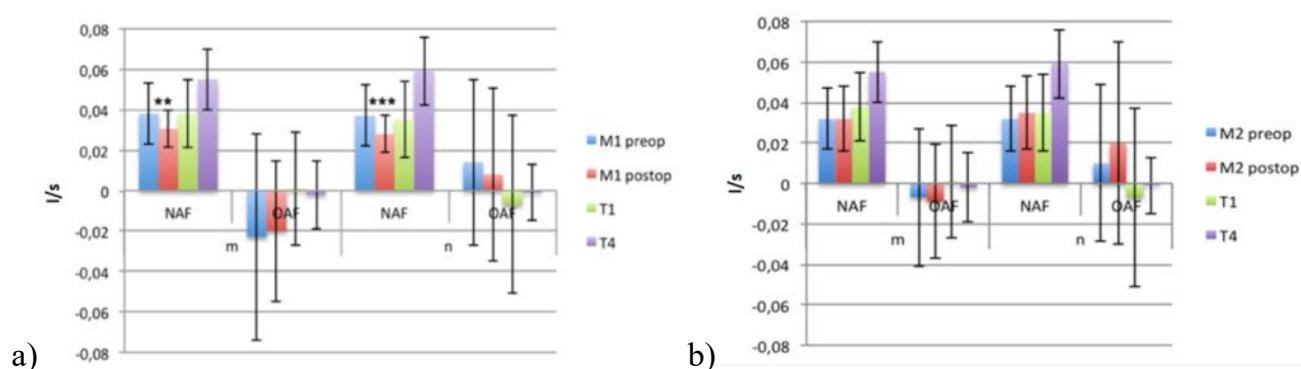 0,08
0,06
0,04
0,02
0
-0,02
-0,04
-0,06
-0,08
l/s
** ***
NAF OAF NAF OAF
m n
M1 preop
M1 postop
T1
T4
a)
0,08
0,06
0,04
0,02
0
-0,02
-0,04
-0,06
-0,08
l/s
NAF OAF NAF OAF
m n
M2 preop
M2 postop
T1
T4
b)